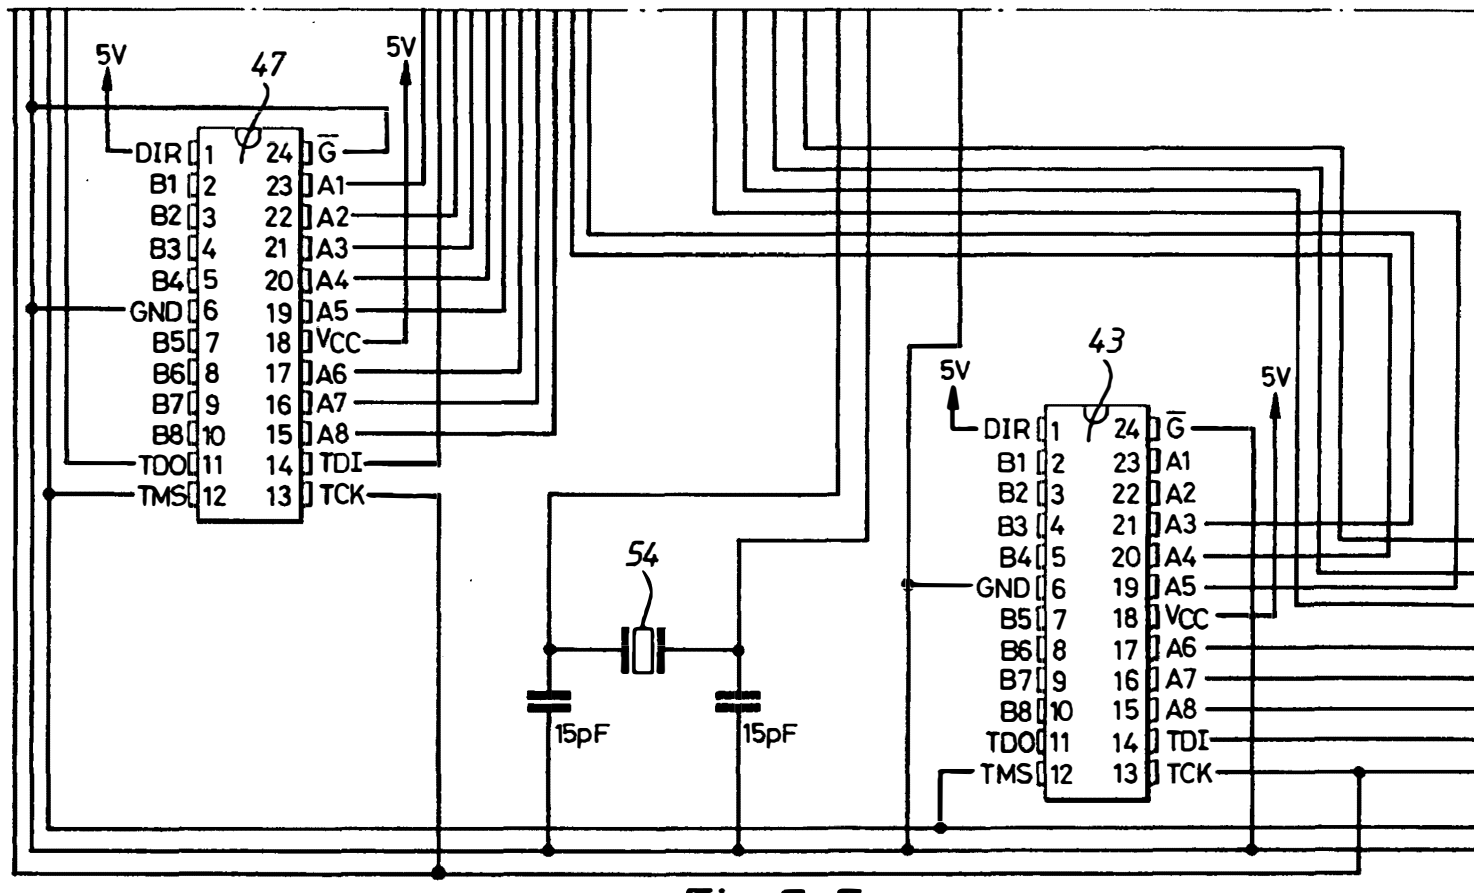 5V
47
5V
DIR 1 24 G̅
B1 2 23 A1
B2 3 22 A2
B3 4 21 A3
B4 5 20 A4
GND 6 19 A5
B5 7 18 VCC
B6 8 17 A6
B7 9 16 A7
B8 10 15 A8
TDO 11 14 TDI
TMS 12 13 TCK
54
15pF
15pF
43
5V
5V
DIR 1 24 G̅
B1 2 23 A1
B2 3 22 A2
B3 4 21 A3
B4 5 20 A4
GND 6 19 A5
B5 7 18 VCC
B6 8 17 A6
B7 9 16 A7
B8 10 15 A8
TDO 11 14 TDI
TMS 12 13 TCK